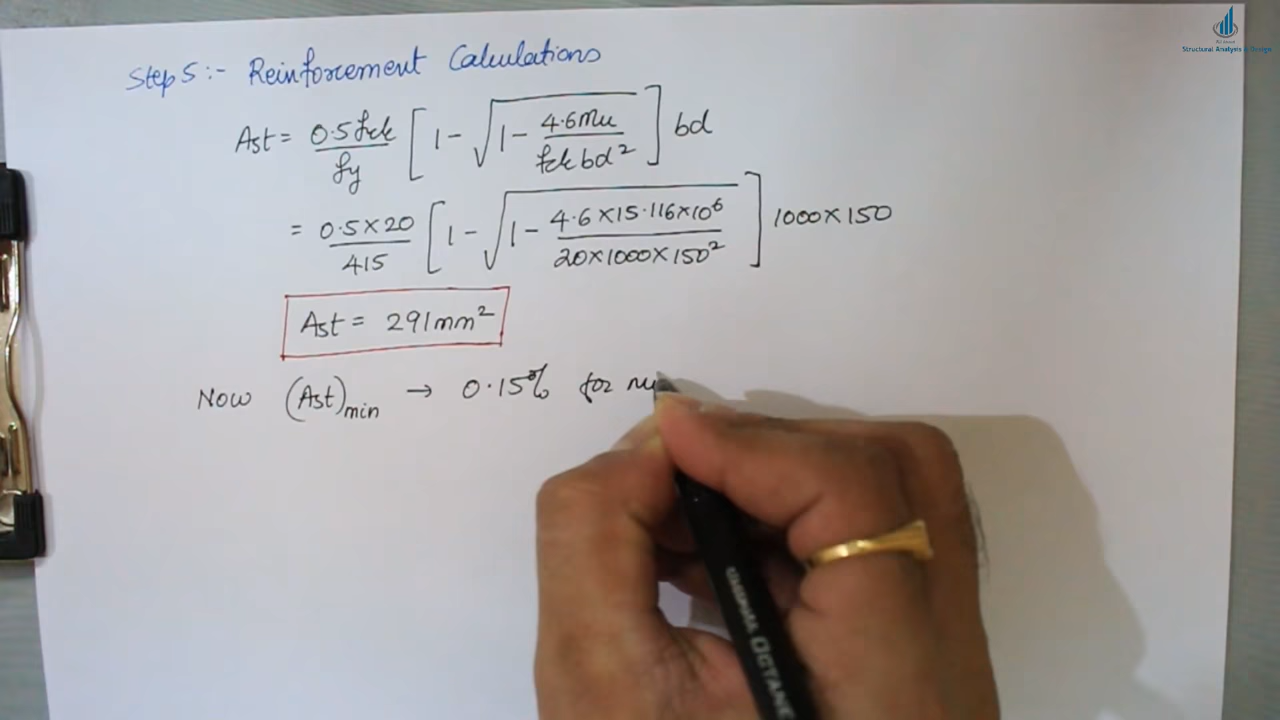 Structural Analysis & Design
Step 5:- Reinforcement Calculations
Ast = 0.5fck/fy [1 - √(1 - 4.6Mu/fck bd²)] bd
= 0.5×20/415 [1 - √(1 - 4.6×15.116×10⁶/20×1000×150²)] 1000×150
Ast = 291mm²
Now (Ast)min → 0.15% for
CHROMA OCTANE